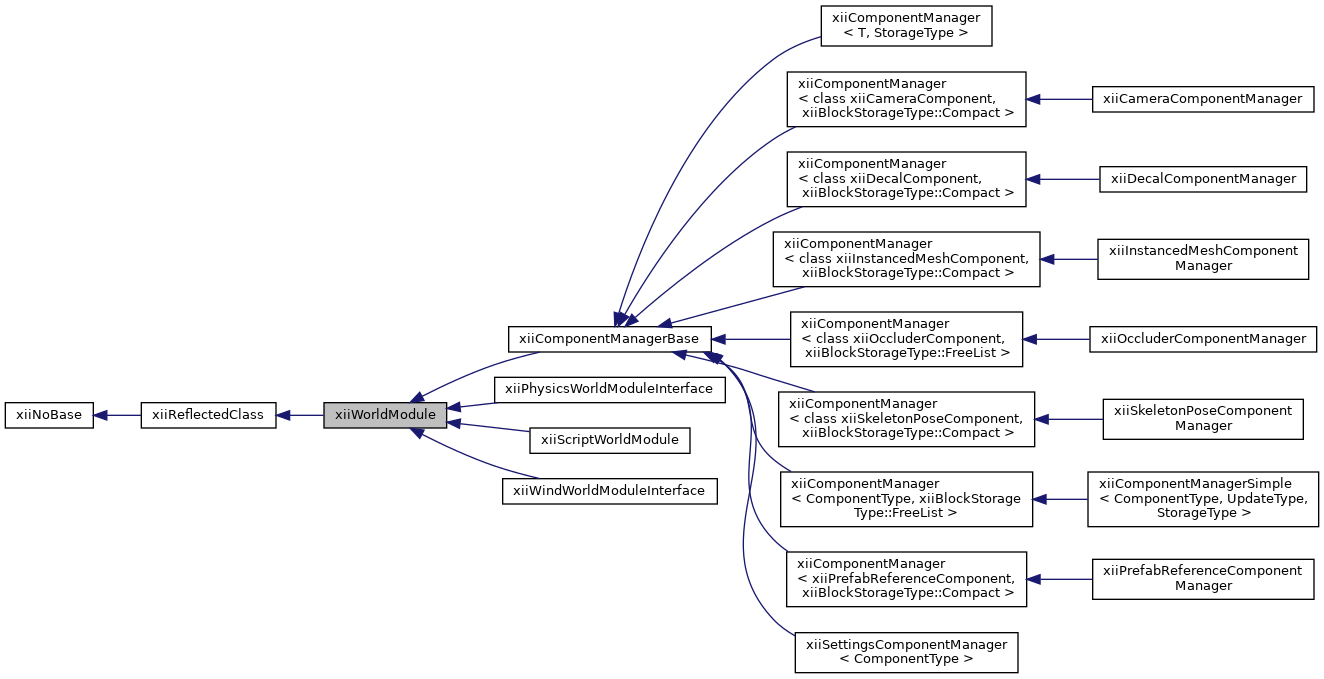 xiiNoBase
xiiReflectedClass
xiiWorldModule
xiiComponentManagerBase
xiiPhysicsWorldModuleInterface
xiiScriptWorldModule
xiiWindWorldModuleInterface
xiiComponentManager
< T, StorageType >
xiiComponentManager
< class xiiCameraComponent,
xiiBlockStorageType::Compact >
xiiCameraComponentManager
xiiComponentManager
< class xiiDecalComponent,
xiiBlockStorageType::Compact >
xiiDecalComponentManager
xiiComponentManager
< class xiiInstancedMeshComponent,
xiiBlockStorageType::Compact >
xiiInstancedMeshComponent
Manager
xiiComponentManager
< class xiiOccluderComponent,
xiiBlockStorageType::FreeList >
xiiOccluderComponentManager
xiiComponentManager
< class xiiSkeletonPoseComponent,
xiiBlockStorageType::Compact >
xiiSkeletonPoseComponent
Manager
xiiComponentManager
< ComponentType, xiiBlockStorage
Type::FreeList >
xiiComponentManagerSimple
< ComponentType, UpdateType,
StorageType >
xiiComponentManager
< xiiPrefabReferenceComponent,
xiiBlockStorageType::Compact >
xiiPrefabReferenceComponent
Manager
xiiSettingsComponentManager
< ComponentType >